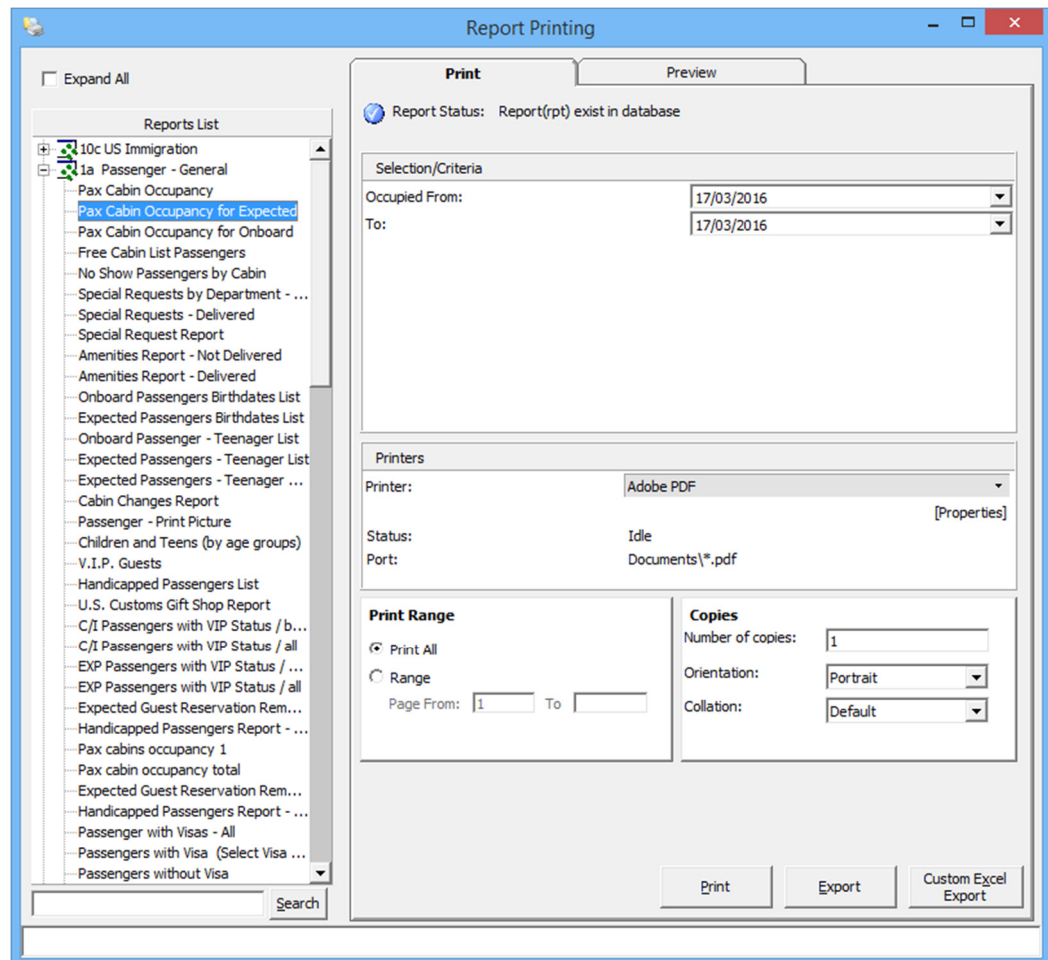 Report Printing
Expand All
Reports List
10c US Immigration
1a Passenger - General
Pax Cabin Occupancy
Pax Cabin Occupancy for Expected
Pax Cabin Occupancy for Onboard
Free Cabin List Passengers
No Show Passengers by Cabin
Special Requests by Department - ...
Special Requests - Delivered
Special Request Report
Amenities Report - Not Delivered
Amenities Report - Delivered
Onboard Passengers Birthdates List
Expected Passengers Birthdates List
Onboard Passenger - Teenager List
Expected Passengers - Teenager List
Expected Passengers - Teenager ...
Cabin Changes Report
Passenger - Print Picture
Children and Teens (by age groups)
V.I.P. Guests
Handicapped Passengers List
U.S. Customs Gift Shop Report
C/I Passengers with VIP Status / b...
C/I Passengers with VIP Status / all
EXP Passengers with VIP Status / ...
EXP Passengers with VIP Status / all
Expected Guest Reservation Rem...
Handicapped Passengers Report - ...
Pax cabins occupancy 1
Pax cabin occupancy total
Expected Guest Reservation Rem...
Handicapped Passengers Report - ...
Passenger with Visas - All
Passengers with Visa (Select Visa ...
Passengers without Visa
Search
Print Preview
Report Status: Report(rpt) exist in database
Selection/Criteria
Occupied From: 17/03/2016
To: 17/03/2016
Printers
Printer: Adobe PDF
[Properties]
Status: Idle
Port: Documents\*.pdf
Print Range
Print All
Range
Page From: 1 To
Copies
Number of copies: 1
Orientation: Portrait
Collation: Default
Print Export Custom Excel
Export